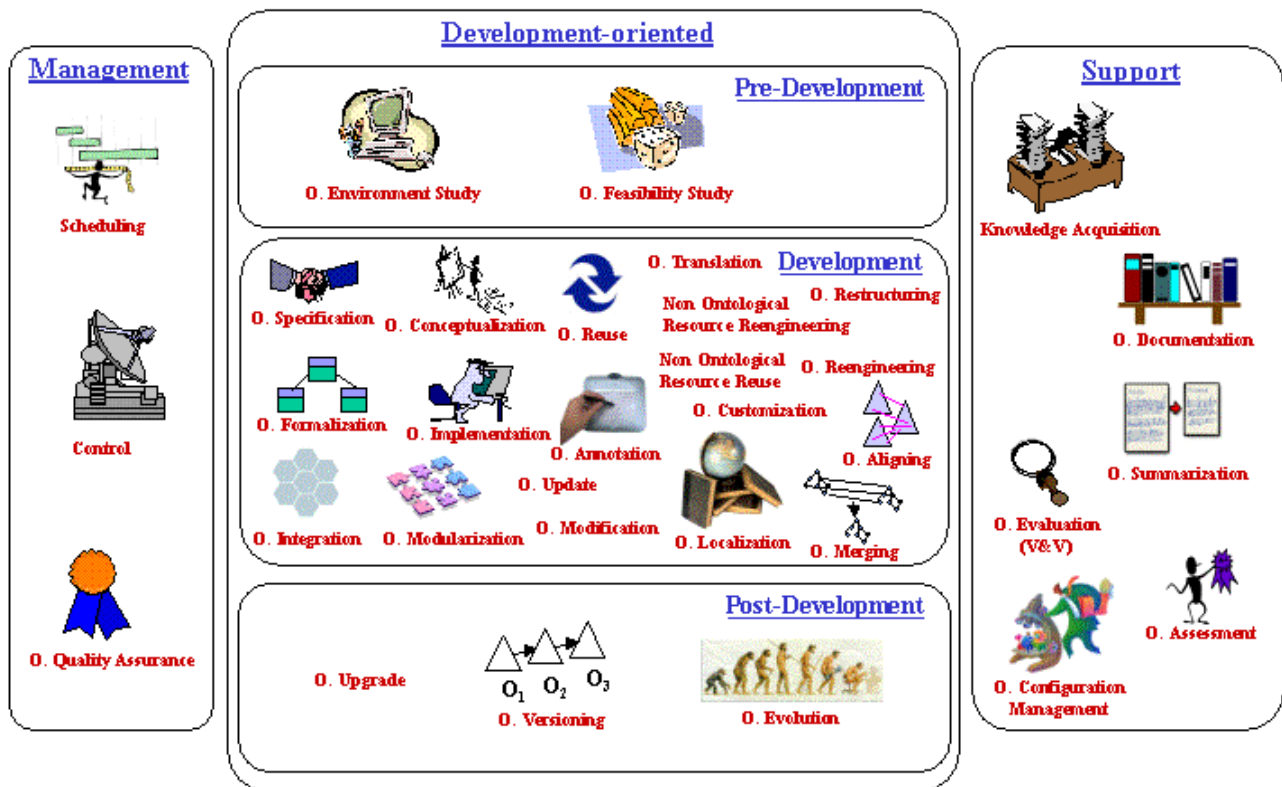 Management
Scheduling
Control
O. Quality Assurance
Development-oriented
Pre-Development
O. Environment Study
O. Feasibility Study
Development
O. Translation
O. Restructuring
O. Specification
O. Conceptualization
O. Reuse
Non Ontological
Resource Reengineering
Non Ontological
Resource Reuse
O. Reengineering
O. Customization
O. Formalization
O. Implementation
O. Annotation
O. Aligning
O. Update
O. Integration
O. Modularization
O. Modification
O. Localization
O. Merging
Post-Development
O. Upgrade
O1 O2 O3
O. Versioning
O. Evolution
Support
Knowledge Acquisition
O. Documentation
O. Summarization
O. Evaluation
(V&V)
O. Assessment
O. Configuration
Management